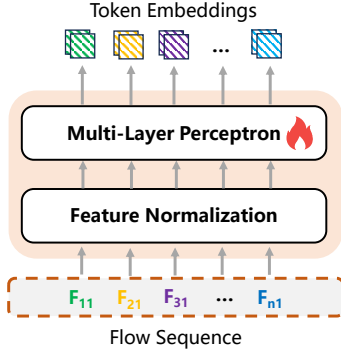 Token Embeddings
...
Multi-Layer Perceptron
Feature Normalization
F11 F21 F31 ... Fn1
Flow Sequence